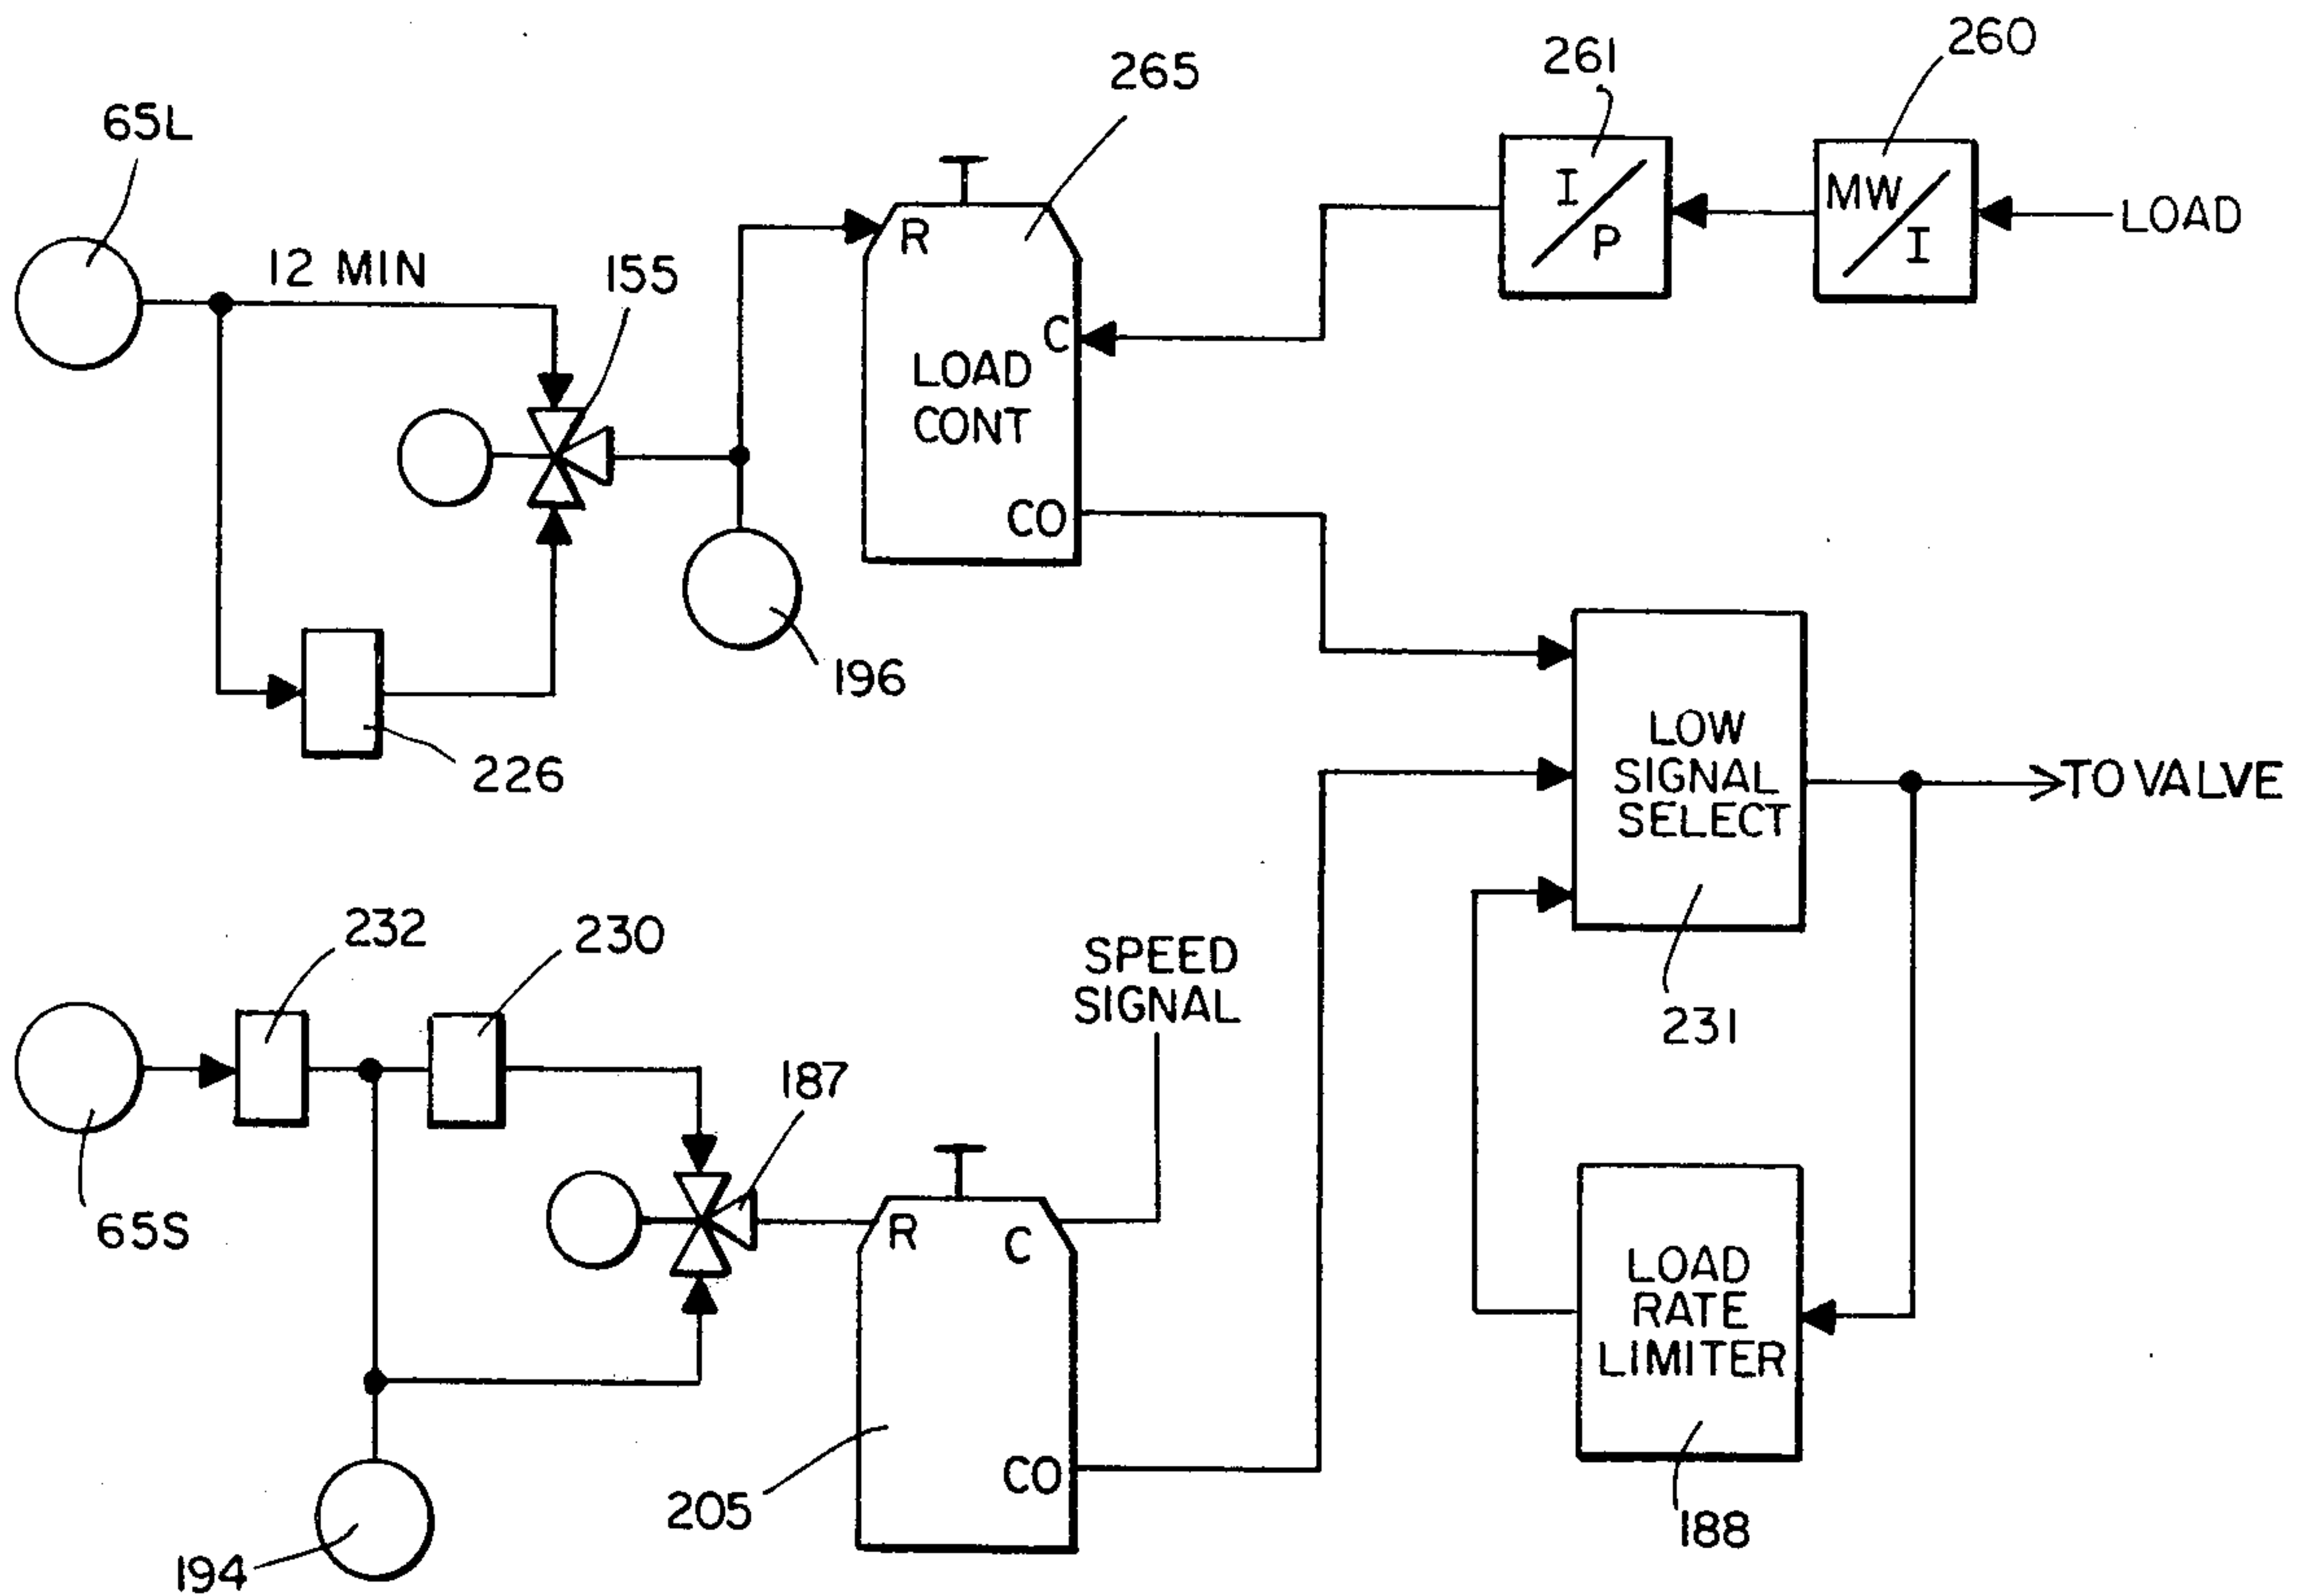 260
261
265
65L
I
P
MW
I
LOAD
12 MIN
155
R
C
LOAD
CONT
CO
196
226
LOW
SIGNAL
SELECT
TO VALVE
231
232
230
SPEED
SIGNAL
187
65S
R
C
LOAD
RATE
LIMITER
CO
205
188
194